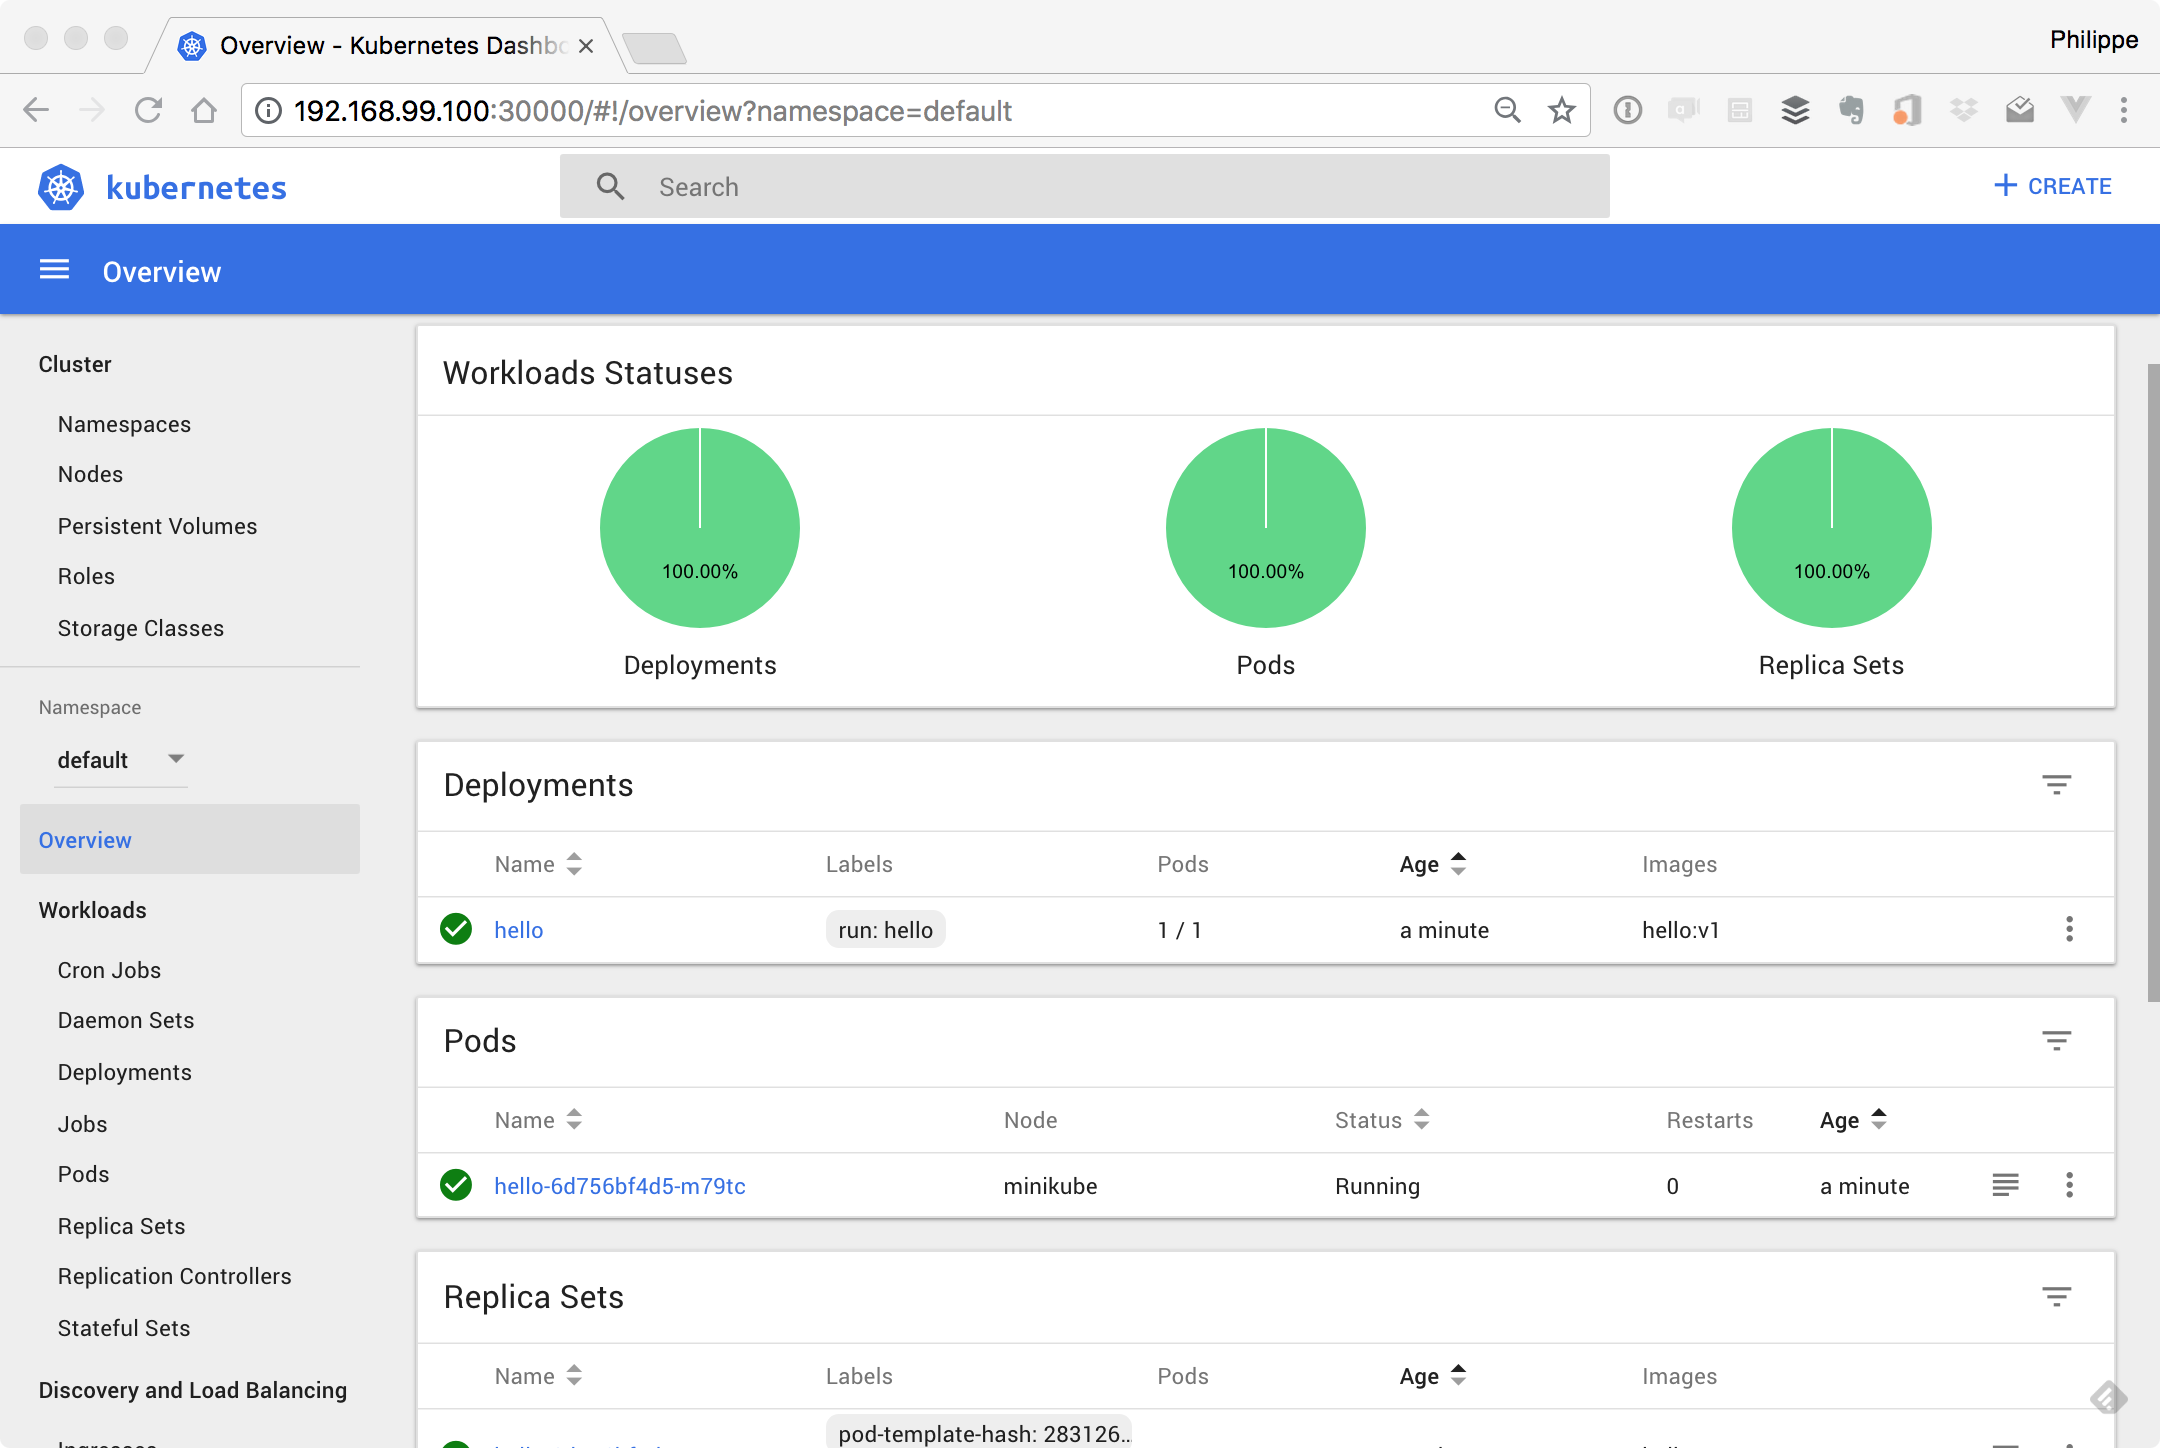 Overview - Kubernetes Dashbo
Philippe
192.168.99.100:30000/#!/overview?namespace=default
kubernetes
Search
CREATE
Overview
Cluster
Namespaces
Nodes
Persistent Volumes
Roles
Storage Classes
Namespace
default
Overview
Workloads
Cron Jobs
Daemon Sets
Deployments
Jobs
Pods
Replica Sets
Replication Controllers
Stateful Sets
Discovery and Load Balancing
Workloads Statuses
100.00% 100.00% 100.00%
Deployments Pods Replica Sets
Deployments
Name Labels Pods Age Images
hello run: hello 1 / 1 a minute hello:v1
Pods
Name Node Status Restarts Age
hello-6d756bf4d5-m79tc minikube Running 0 a minute
Replica Sets
Name Labels Pods Age Images
pod-template-hash: 283126...